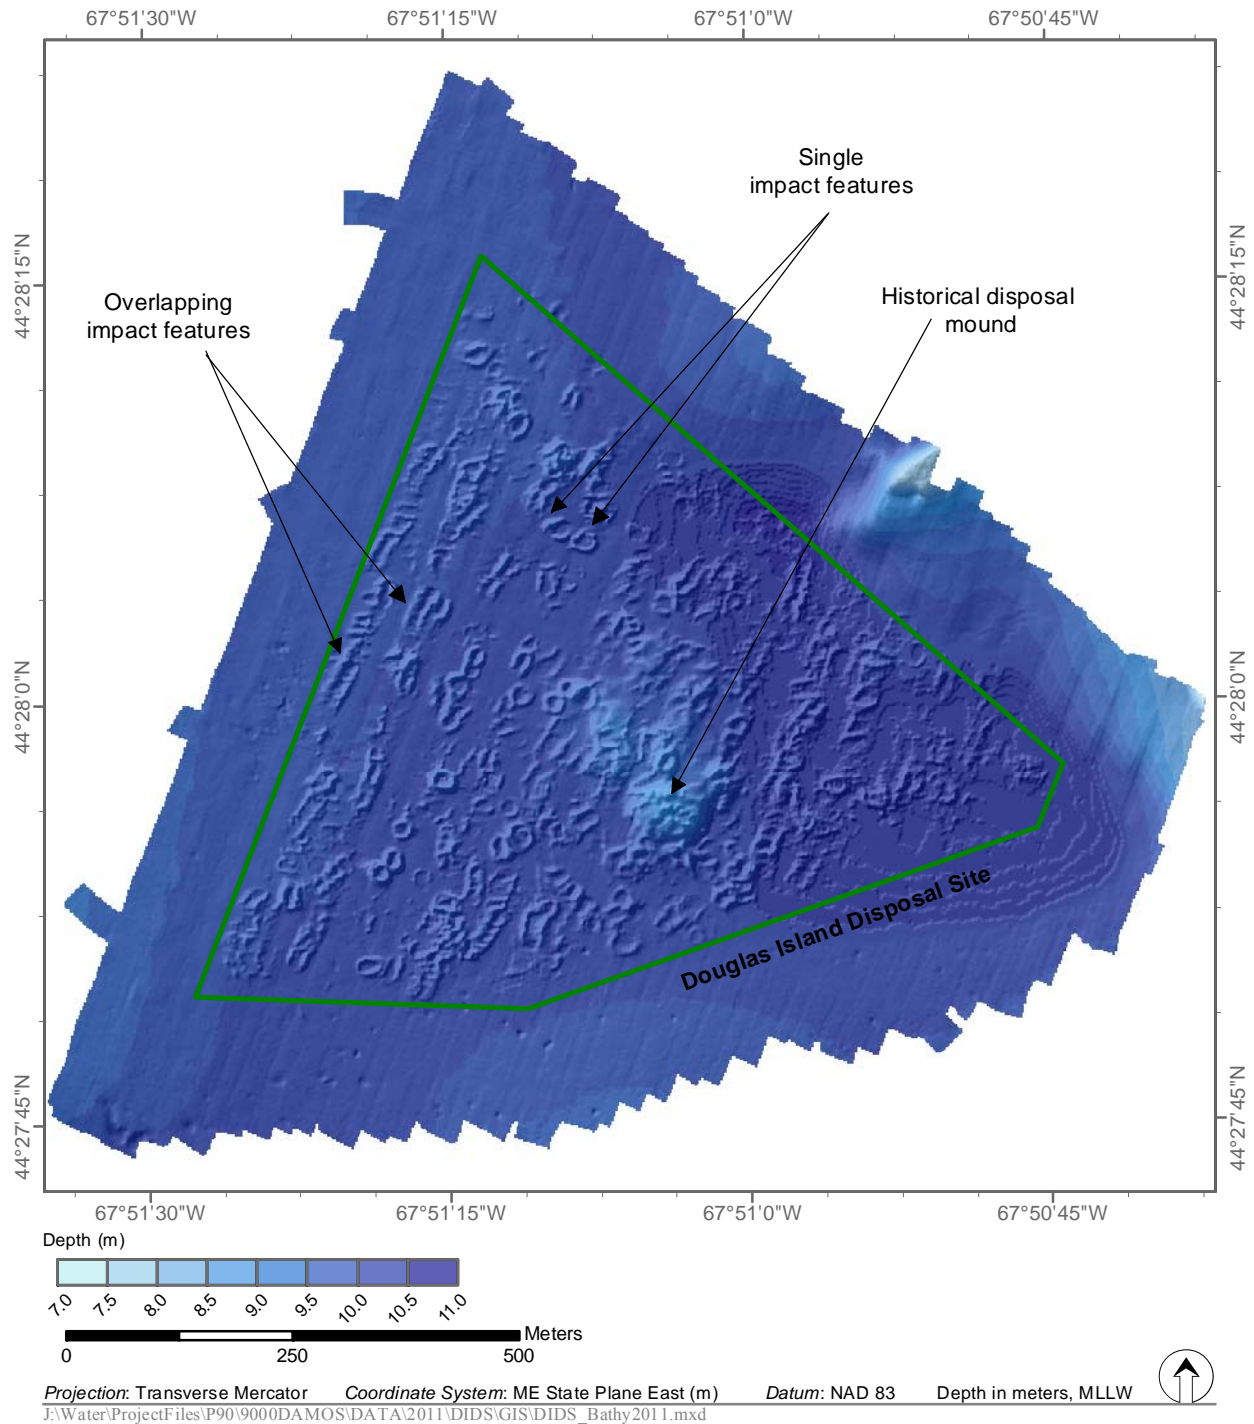 67°51'30"W 67°51'15"W 67°51'0"W 67°50'45"W
Single
impact features
44°28'15"N
44°28'15"N
Historical disposal
mound
Overlapping
impact features
44°28'0"N
44°28'0"N
Douglas Island Disposal Site
44°27'45"N
44°27'45"N
67°51'30"W 67°51'15"W 67°51'0"W 67°50'45"W
Depth (m)
7.0 7.5 8.0 8.5 9.0 9.5 10.0 10.5 11.0
Meters
0 250 500
Projection: Transverse Mercator Coordinate System: ME State Plane East (m) Datum: NAD 83 Depth in meters, MLLW
J:\Water\ProjectFiles\P90\9000DAMOS\DATA\2011\DIDS\GIS\DIDS_Bathy2011.mxd